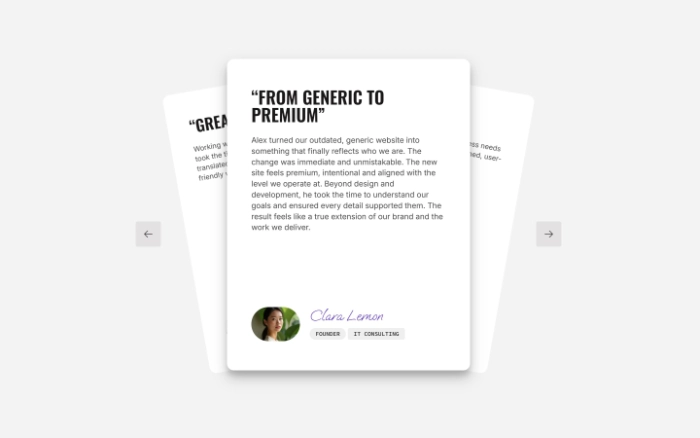 “FROM GENERIC TO
PREMIUM”
Alex turned our outdated, generic website into
something that finally reflects who we are. The
change was immediate and unmistakable. The new
site feels premium, intentional and aligned with the
level we operate at. Beyond design and
development, he took the time to understand our
goals and ensured every detail supported them. The
result feels like a true extension of our brand and the
work we deliver.
Clara Lemon
FOUNDER IT CONSULTING
Working
took the
friendly
needs
user-